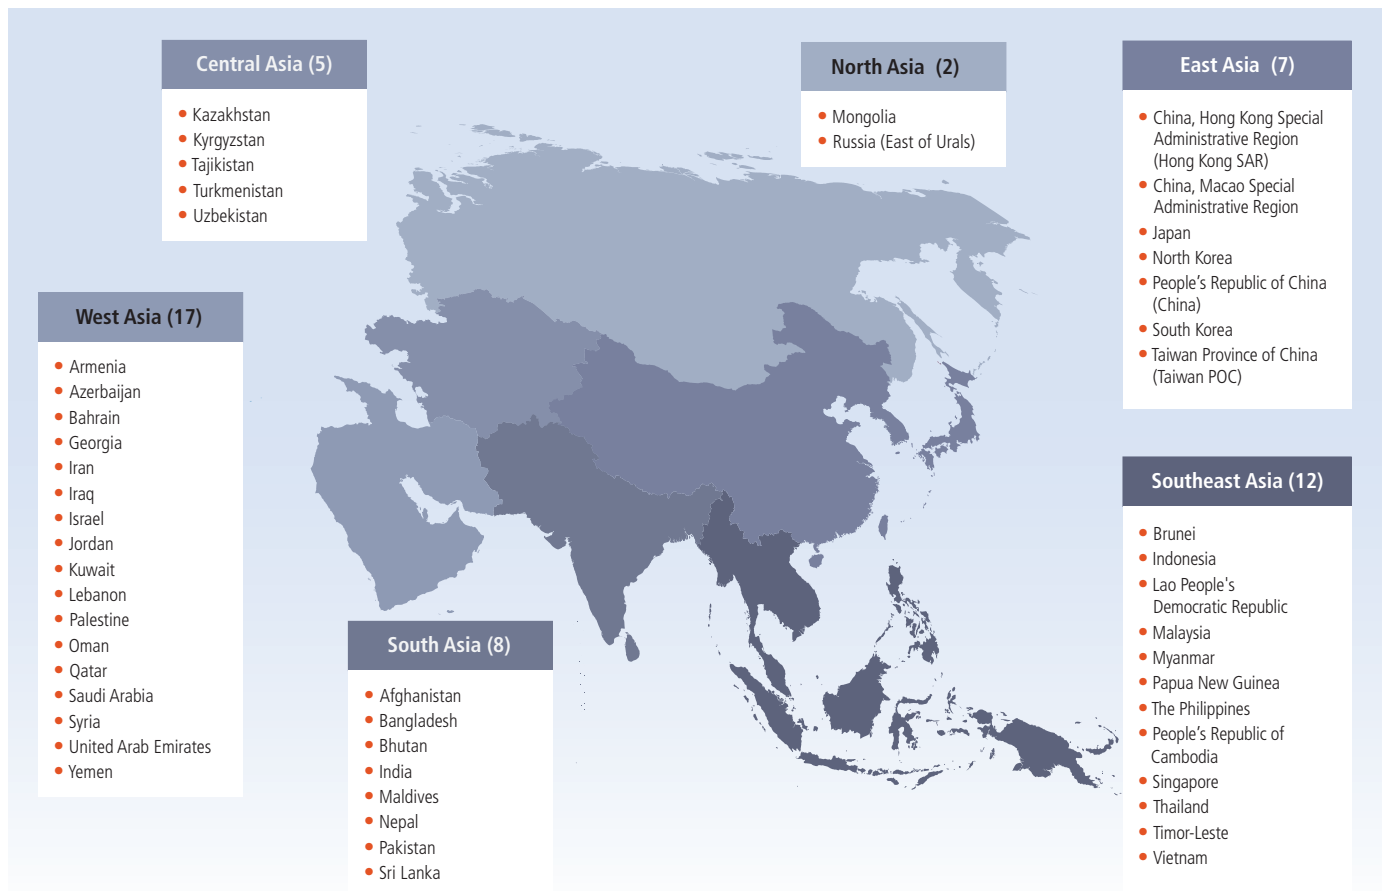 Central Asia (5)
• Kazakhstan
• Kyrgyzstan
• Tajikistan
• Turkmenistan
• Uzbekistan
North Asia (2)
• Mongolia
• Russia (East of Urals)
East Asia (7)
• China, Hong Kong Special
Administrative Region
(Hong Kong SAR)
• China, Macao Special
Administrative Region
• Japan
• North Korea
• People’s Republic of China
(China)
• South Korea
• Taiwan Province of China
(Taiwan POC)
West Asia (17)
• Armenia
• Azerbaijan
• Bahrain
• Georgia
• Iran
• Iraq
• Israel
• Jordan
• Kuwait
• Lebanon
• Palestine
• Oman
• Qatar
• Saudi Arabia
• Syria
• United Arab Emirates
• Yemen
South Asia (8)
• Afghanistan
• Bangladesh
• Bhutan
• India
• Maldives
• Nepal
• Pakistan
• Sri Lanka
Southeast Asia (12)
• Brunei
• Indonesia
• Lao People's
Democratic Republic
• Malaysia
• Myanmar
• Papua New Guinea
• The Philippines
• People’s Republic of
Cambodia
• Singapore
• Thailand
• Timor-Leste
• Vietnam